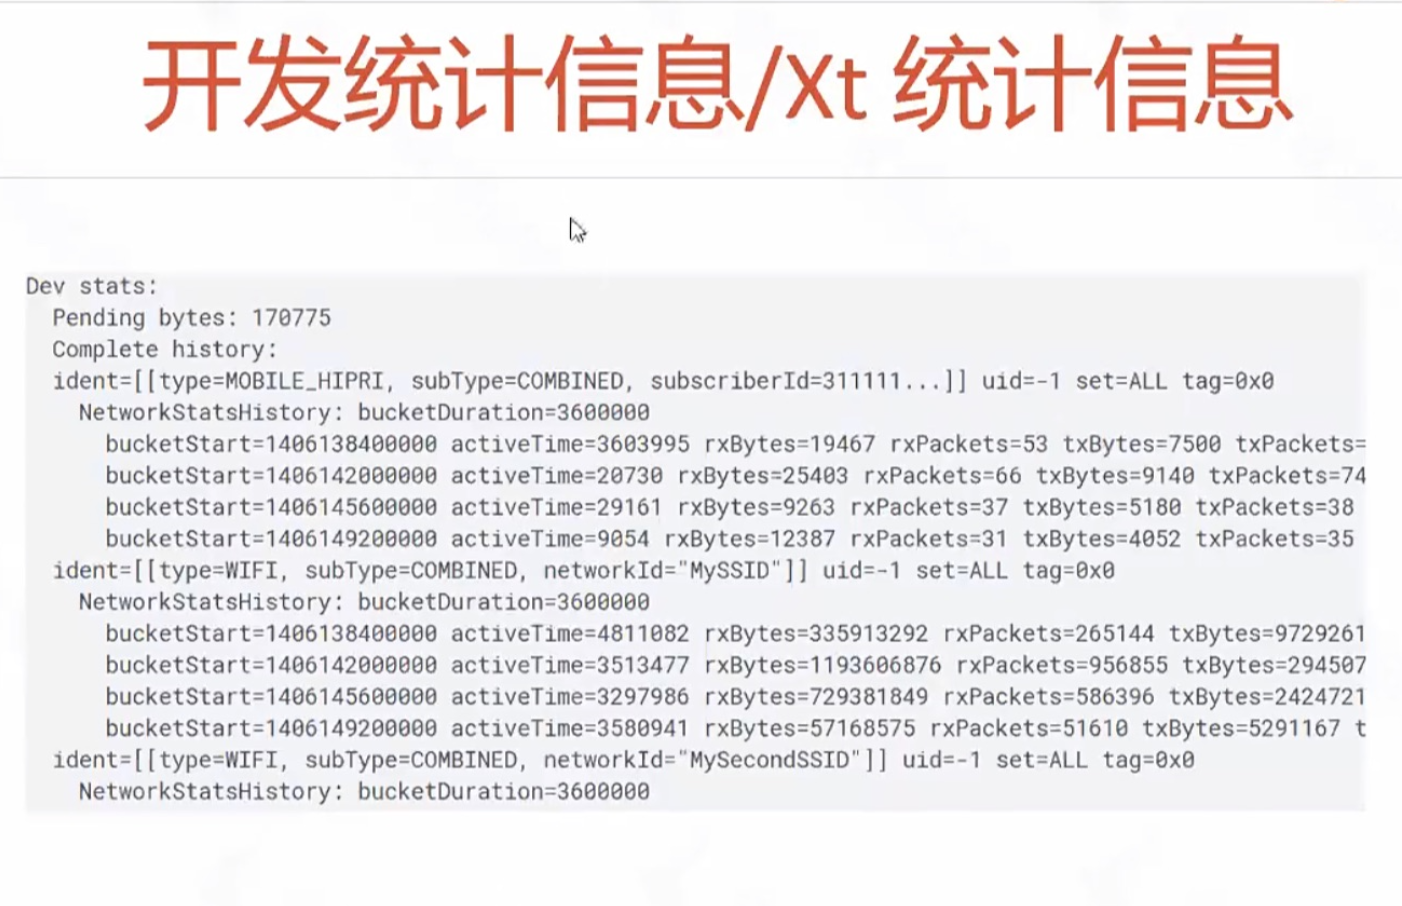 开发统计信息/Xt 统计信息
Dev stats:
Pending bytes: 170775
Complete history:
ident=[[type=MOBILE_HIPRI, subType=COMBINED, subscriberId=311111...]] uid=-1 set=ALL tag=0x0
NetworkStatsHistory: bucketDuration=3600000
bucketStart=1406138400000 activeTime=3603995 rxBytes=19467 rxPackets=53 txBytes=7500 txPackets=
bucketStart=1406142000000 activeTime=20730 rxBytes=25403 rxPackets=66 txBytes=9140 txPackets=74
bucketStart=1406145600000 activeTime=29161 rxBytes=9263 rxPackets=37 txBytes=5180 txPackets=38
bucketStart=1406149200000 activeTime=9054 rxBytes=12387 rxPackets=31 txBytes=4052 txPackets=35
ident=[[type=WIFI, subType=COMBINED, networkId="MySSID"]] uid=-1 set=ALL tag=0x0
NetworkStatsHistory: bucketDuration=3600000
bucketStart=1406138400000 activeTime=4811082 rxBytes=335913292 rxPackets=265144 txBytes=9729261
bucketStart=1406142000000 activeTime=3513477 rxBytes=1193606876 rxPackets=956855 txBytes=294507
bucketStart=1406145600000 activeTime=3297986 rxBytes=729381849 rxPackets=586396 txBytes=2424721
bucketStart=1406149200000 activeTime=3580941 rxBytes=57168575 rxPackets=51610 txBytes=5291167 t
ident=[[type=WIFI, subType=COMBINED, networkId="MySecondSSID"]] uid=-1 set=ALL tag=0x0
NetworkStatsHistory: bucketDuration=3600000